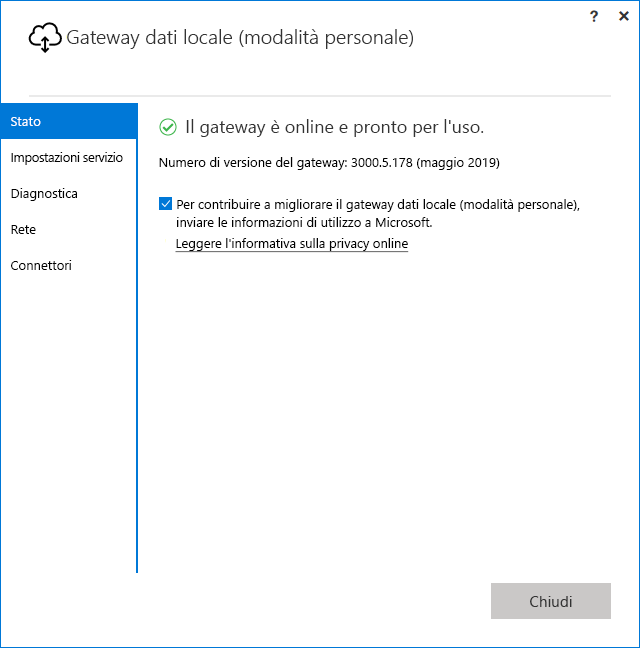 ? ×
Gateway dati locale (modalità personale)
Stato
Impostazioni servizio
Diagnostica
Rete
Connettori
Il gateway è online e pronto per l'uso.
Numero di versione del gateway: 3000.5.178 (maggio 2019)
Per contribuire a migliorare il gateway dati locale (modalità personale),
inviare le informazioni di utilizzo a Microsoft.
Leggere l'informativa sulla privacy online
Chiudi